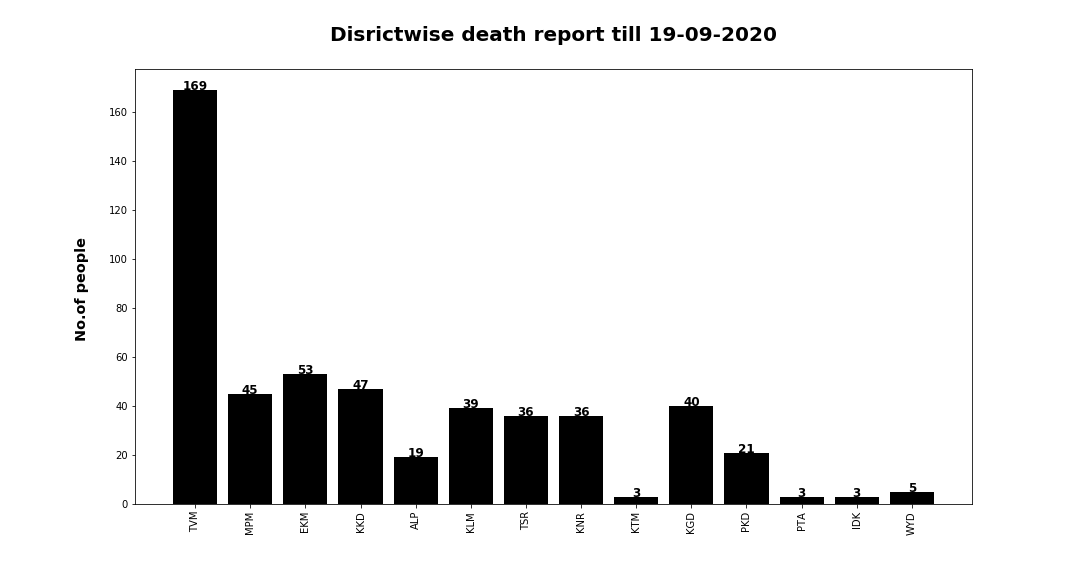 Disrictwise death report till 19-09-2020
No.of people
160
140
120
100
80
60
40
20
0
169
45
53
47
19
39
36
36
3
40
21
3
3
5
TVM
MPM
EKM
KKD
ALP
KLM
TSR
KNR
KTM
KGD
PKD
PTA
IDK
WYD